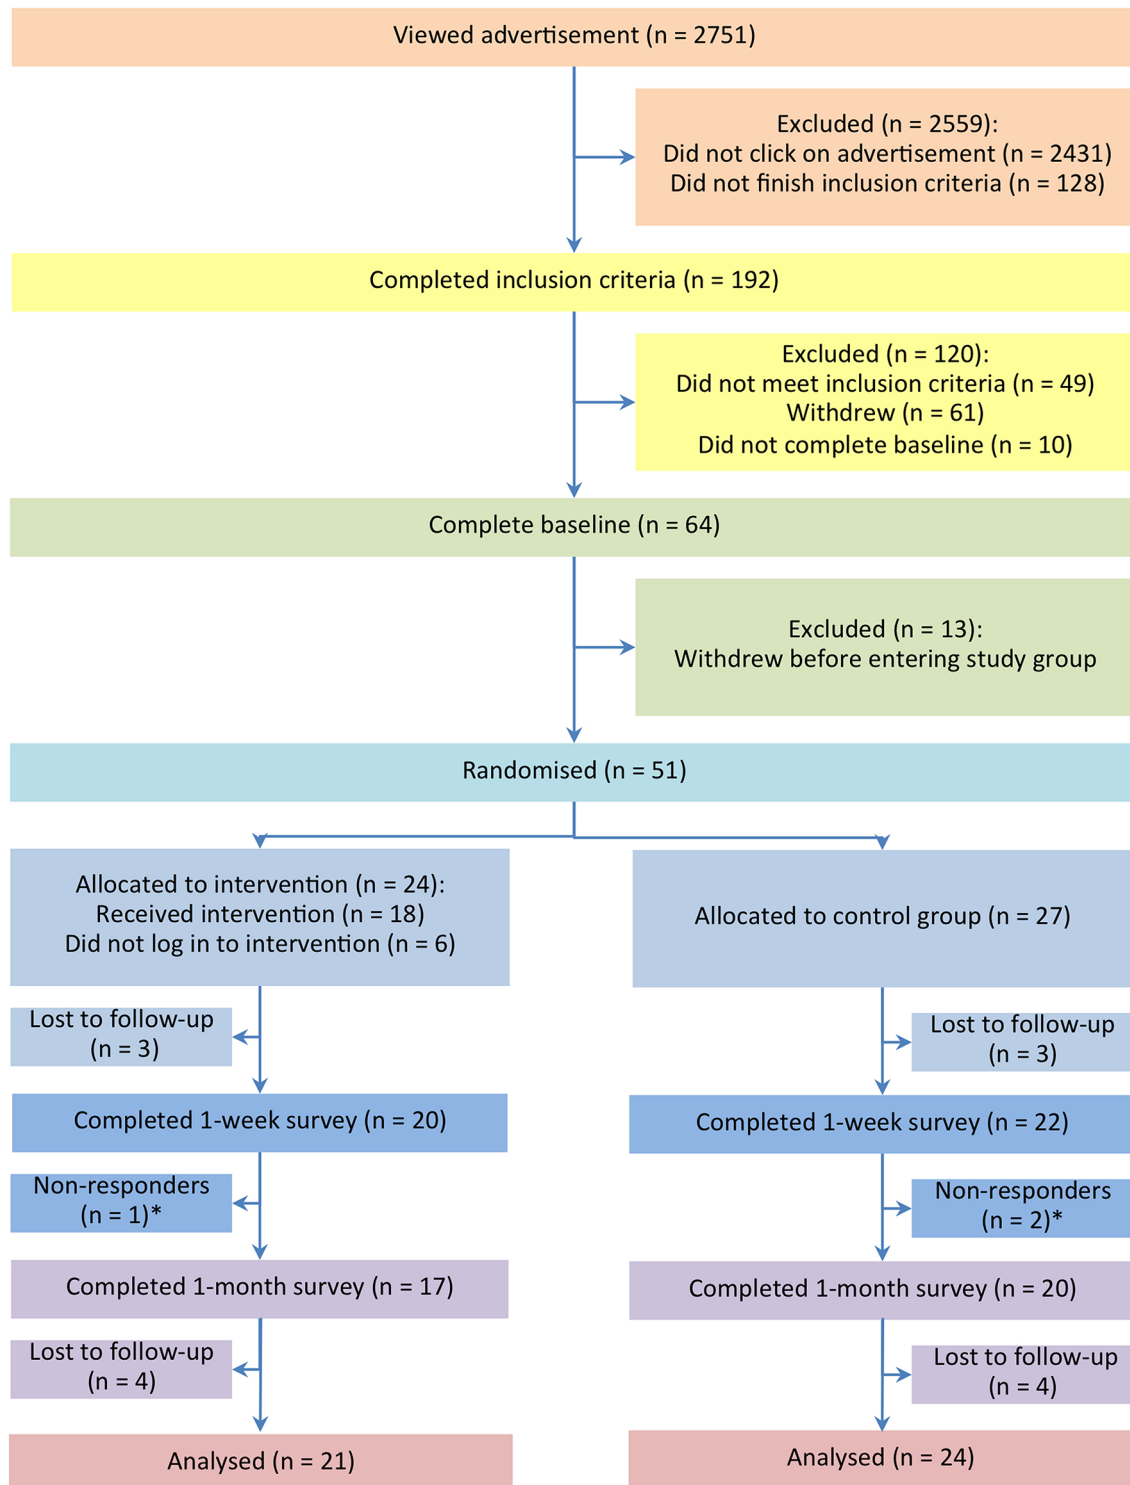 Viewed advertisement (n = 2751)
Excluded (n = 2559):
Did not click on advertisement (n = 2431)
Did not finish inclusion criteria (n = 128)
Completed inclusion criteria (n = 192)
Excluded (n = 120):
Did not meet inclusion criteria (n = 49)
Withdrew (n = 61)
Did not complete baseline (n = 10)
Complete baseline (n = 64)
Excluded (n = 13):
Withdrew before entering study group
Randomised (n = 51)
Allocated to intervention (n = 24):
Received intervention (n = 18)
Did not log in to intervention (n = 6)
Allocated to control group (n = 27)
Lost to follow-up
(n = 3)
Lost to follow-up
(n = 3)
Completed 1-week survey (n = 20)
Completed 1-week survey (n = 22)
Non-responders
(n = 1)*
Non-responders
(n = 2)*
Completed 1-month survey (n = 17)
Completed 1-month survey (n = 20)
Lost to follow-up
(n = 4)
Lost to follow-up
(n = 4)
Analysed (n = 21)
Analysed (n = 24)